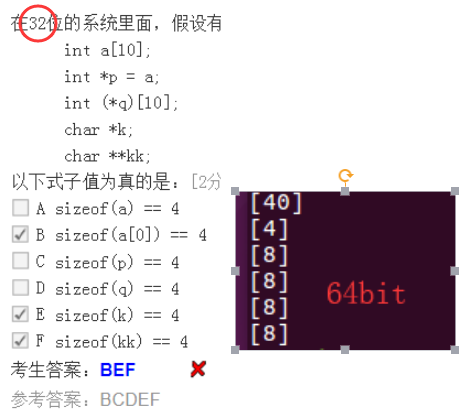 在32位的系统里面，假设有
int a[10];
int *p = a;
int (*q)[10];
char *k;
char **kk;
以下式子值为真的是：[2分
A sizeof(a) == 4
B sizeof(a[0]) == 4
C sizeof(p) == 4
D sizeof(q) == 4
E sizeof(k) == 4
F sizeof(kk) == 4
考生答案：BEF
参考答案：BCDEF
[40]
[4]
[8]
[8]
[8]
[8]
64bit